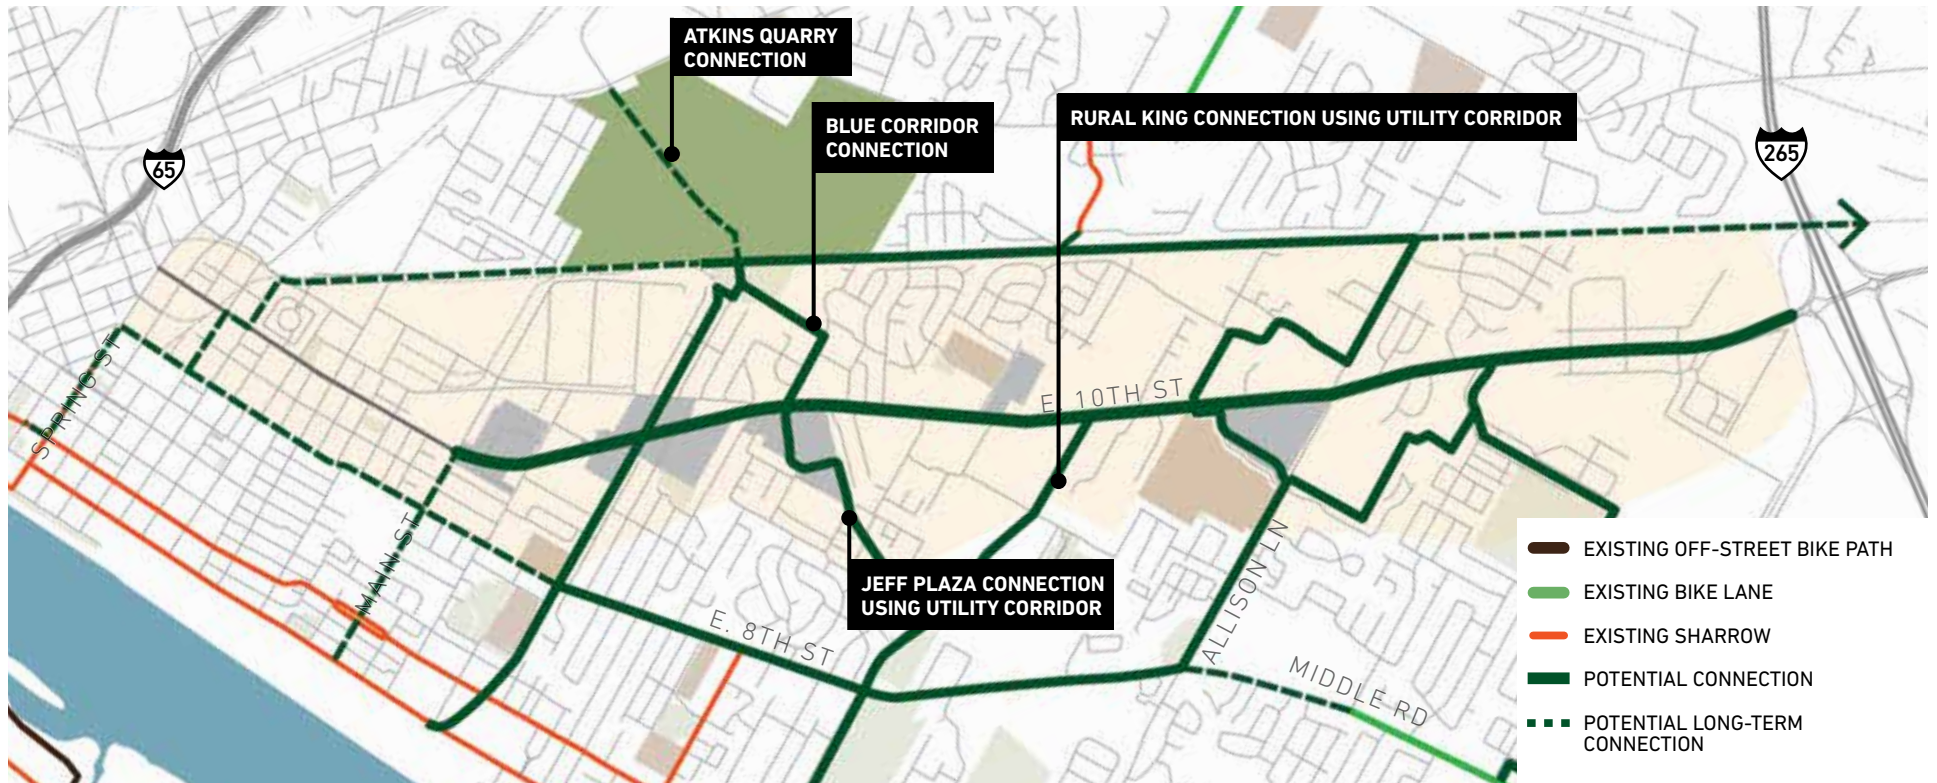 ATKINS QUARRY
CONNECTION
BLUE CORRIDOR
CONNECTION
RURAL KING CONNECTION USING UTILITY CORRIDOR
65
265
SPRING ST
E. 10TH ST
MAIN ST
JEFF PLAZA CONNECTION
USING UTILITY CORRIDOR
E. 8TH ST
ALLISON LN
MIDDLE RD
EXISTING OFF-STREET BIKE PATH
EXISTING BIKE LANE
EXISTING SHARROW
POTENTIAL CONNECTION
POTENTIAL LONG-TERM
CONNECTION